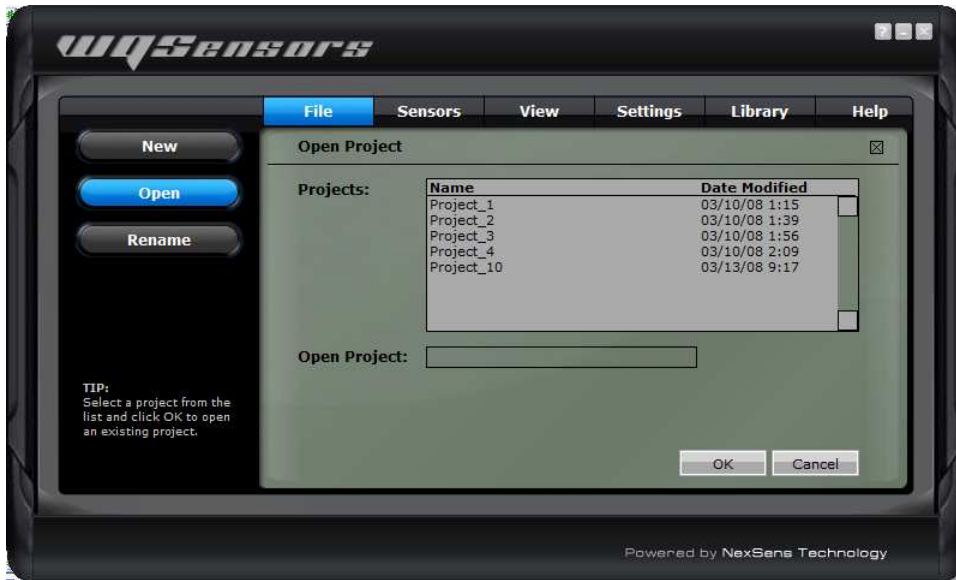 WQSensors
? - X
File Sensors View Settings Library Help
New
Open
Rename
TIP:
Select a project from the
list and click OK to open
an existing project.
Open Project
Projects:
Name Date Modified
Project_1 03/10/08 1:15
Project_2 03/10/08 1:39
Project_3 03/10/08 1:56
Project_4 03/10/08 2:09
Project_10 03/13/08 9:17
Open Project:
OK Cancel
Powered by NexSens Technology